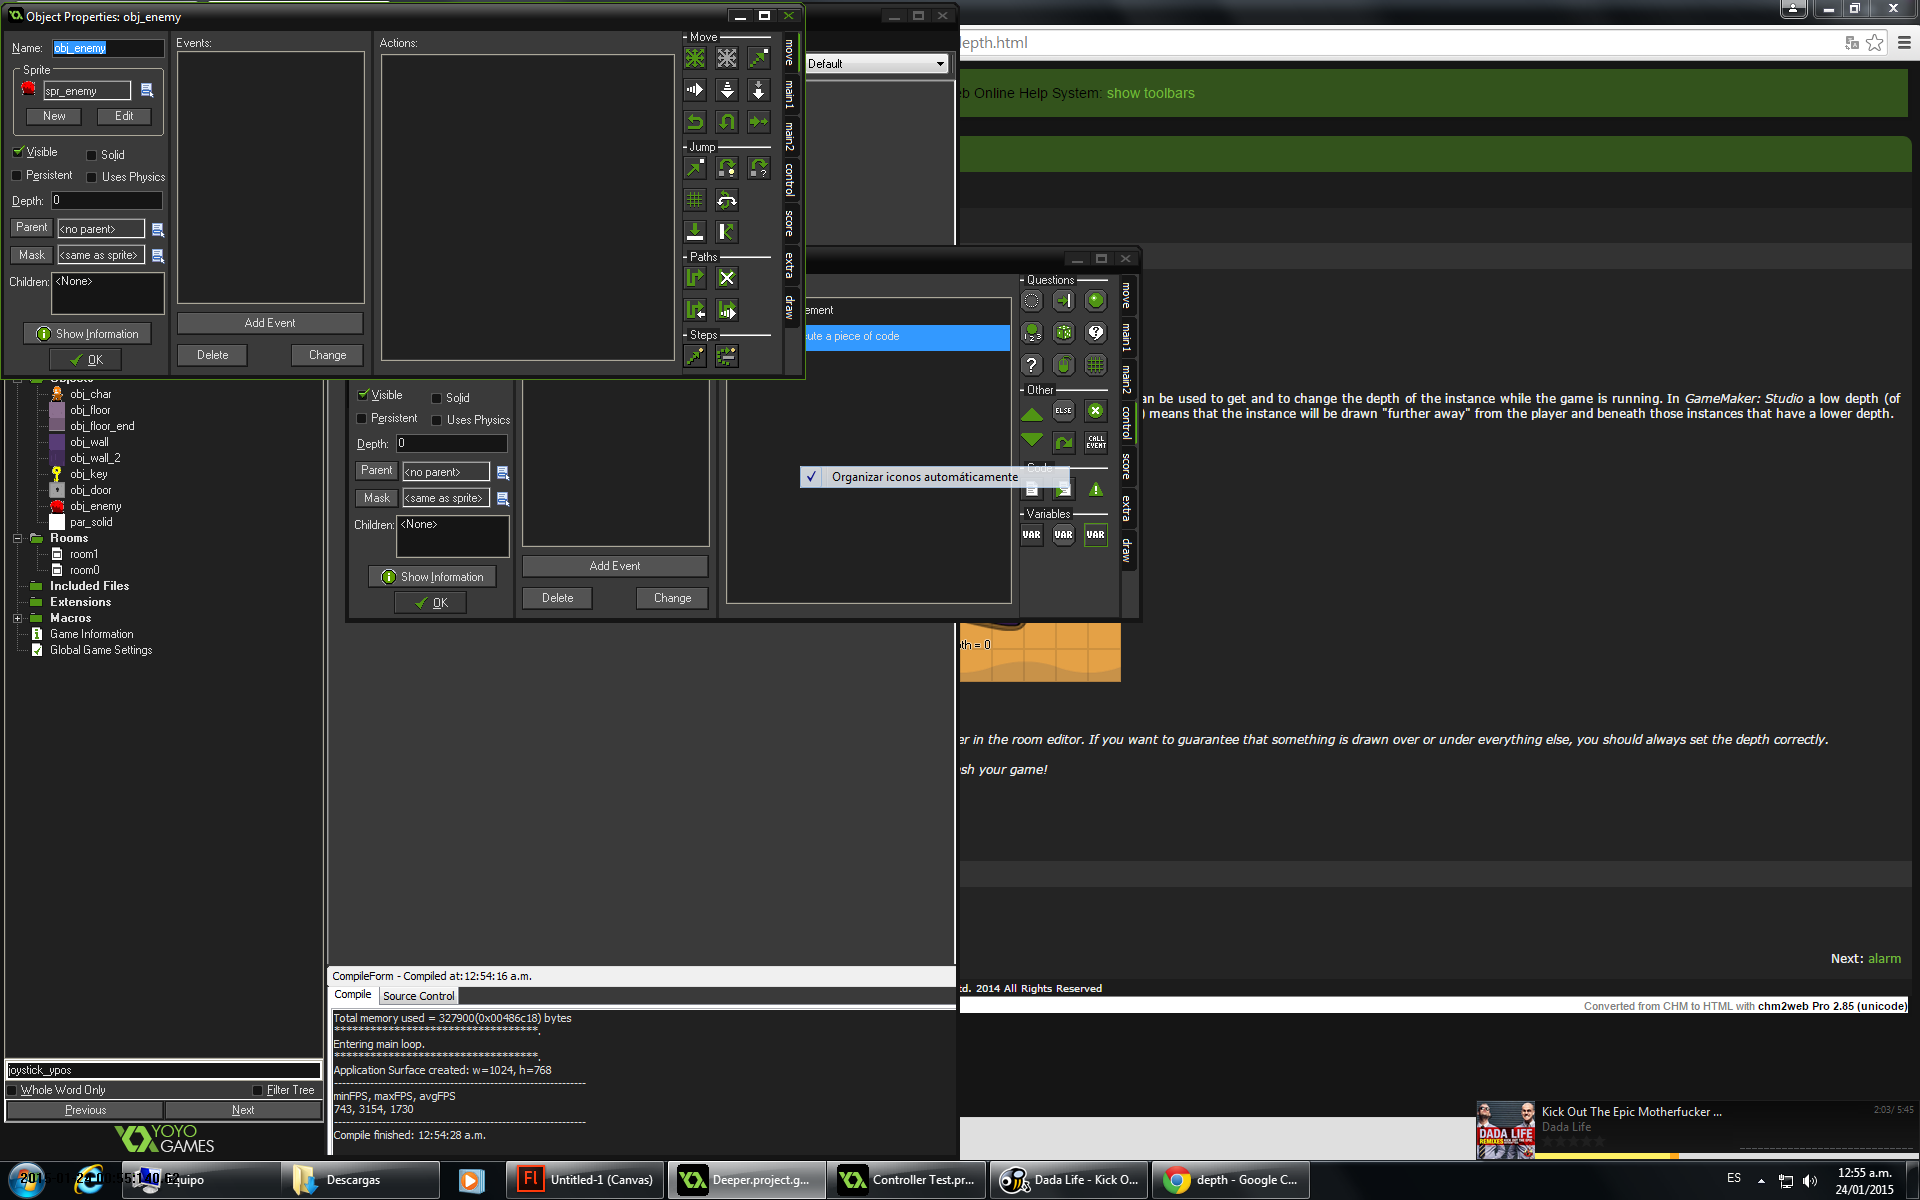 Object Properties: obj_enemy
Name: obj_enemy
Sprite
spr_enemy
New Edit
Visible Solid
Persistent Uses Physics
Depth: 0
Parent <no parent>
Mask <same as sprite>
Children: <None>
Show Information
OK
Events:
Add Event
Delete Change
Actions:
Move
Jump
Paths
Steps
move
main1
main2
control
score
extra
draw
Default
depth.html
b Online Help System: show toolbars
an be used to get and to change the depth of the instance while the game is running. In GameMaker: Studio a low depth (of
) means that the instance will be drawn "further away" from the player and beneath those instances that have a lower depth.
pth = 0
er in the room editor. If you want to guarantee that something is drawn over or under everything else, you should always set the depth correctly.
ash your game!
Next: alarm
td. 2014 All Rights Reserved
Converted from CHM to HTML with chm2web Pro 2.85 (unicode)
ement
cute a piece of code
Questions
Other
ELSE
CALL EVENT
Code
Variables
VAR VAR VAR
move
main1
main2
control
score
extra
draw
Organizar iconos automáticamente
Visible Solid
Persistent Uses Physics
Depth: 0
Parent <no parent>
Mask <same as sprite>
Children: <None>
Show Information
OK
Add Event
Delete Change
Objects
obj_char
obj_floor
obj_floor_end
obj_wall
obj_wall_2
obj_key
obj_door
obj_enemy
par_solid
Rooms
room1
room0
Included Files
Extensions
Macros
Game Information
Global Game Settings
joystick_ypos
Whole Word Only Filter Tree
Previous Next
YOYO GAMES
CompileForm - Compiled at:12:54:16 a.m.
Compile Source Control
Total memory used = 327900(0x00486c18) bytes
**********************************.
Entering main loop.
**********************************.
Application Surface created: w=1024, h=768
minFPS, maxFPS, avgFPS
743, 3154, 1730
Compile finished: 12:54:28 a.m.
Kick Out The Epic Motherfucker ...
2:03/ 5:45
Dada Life
DADA LIFE
Equipo
Descargas
Untitled-1 (Canvas)
Deeper.project.g...
Controller Test.pr...
Dada Life - Kick O...
depth - Google C...
ES
12:55 a.m.
24/01/2015